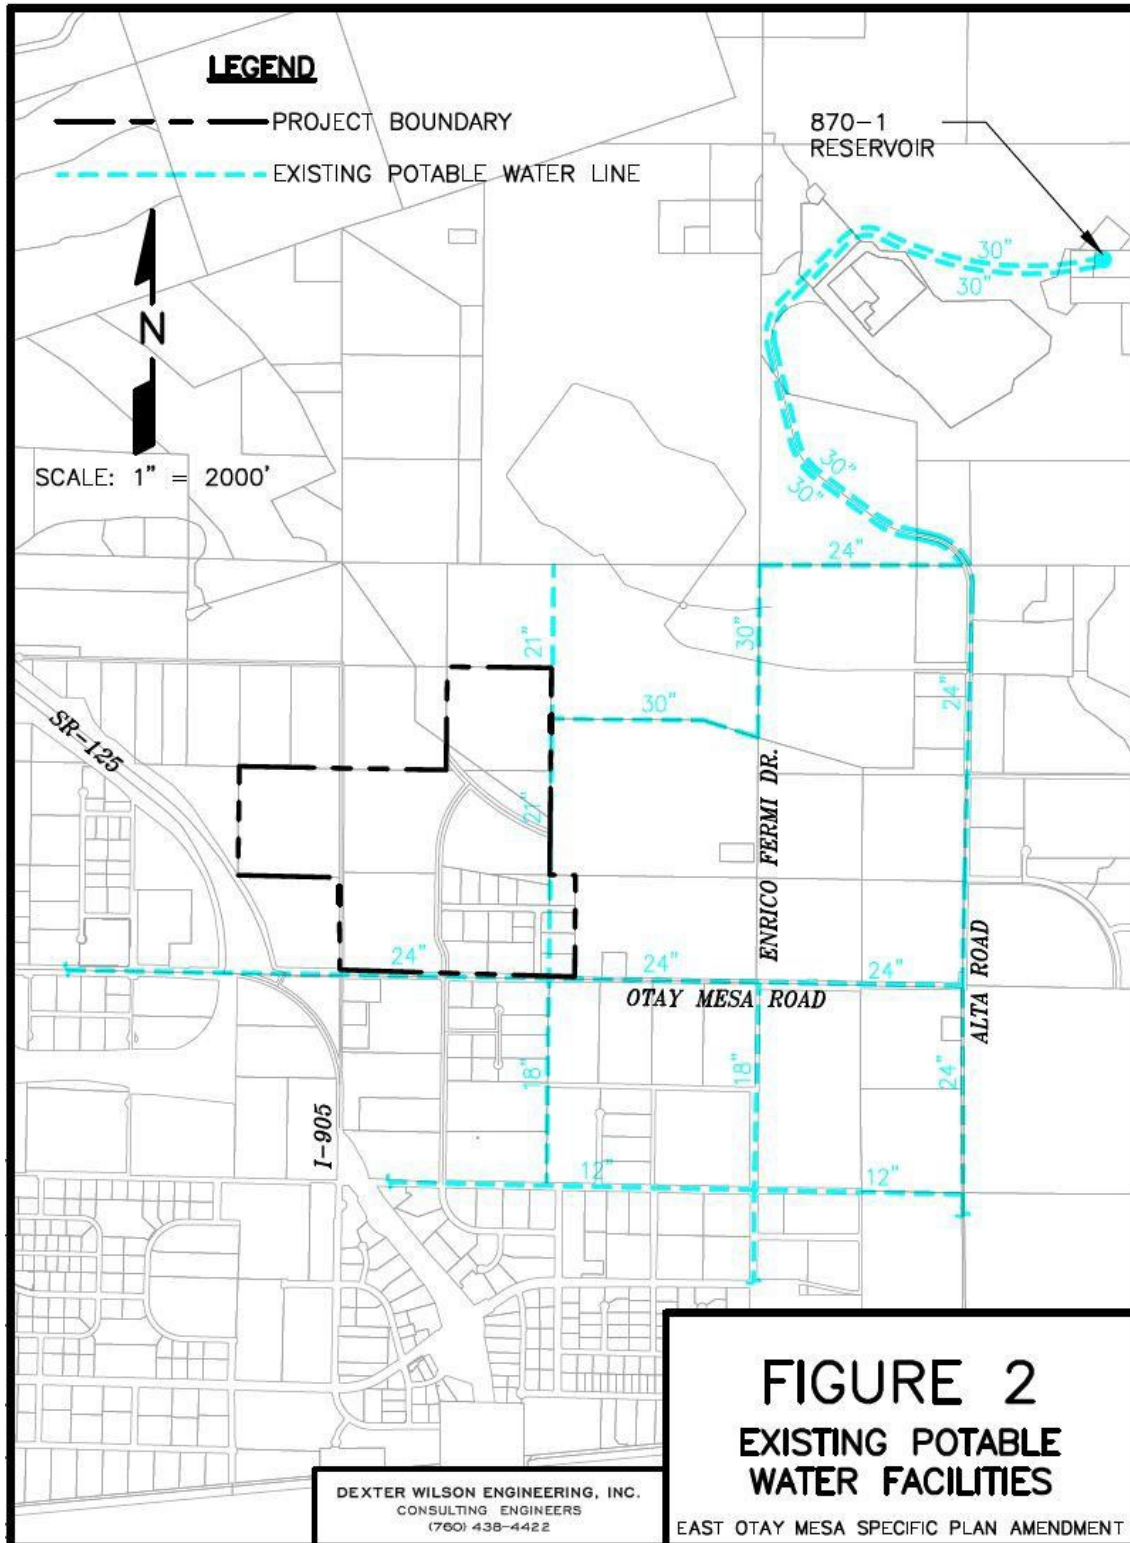 LEGEND
PROJECT BOUNDARY
EXISTING POTABLE WATER LINE
870-1
RESERVOIR
N
SCALE: 1" = 2000'
30"
30"
30"
30"
24"
21"
30"
30"
24"
SR-125
21"
ENRICO FERMI DR.
24"
24"
24"
OTAY MESA ROAD
ALTA ROAD
18"
18"
24"
I-905
12"
12"
FIGURE 2
EXISTING POTABLE
WATER FACILITIES
EAST OTAY MESA SPECIFIC PLAN AMENDMENT
DEXTER WILSON ENGINEERING, INC.
CONSULTING ENGINEERS
(760) 438-4422